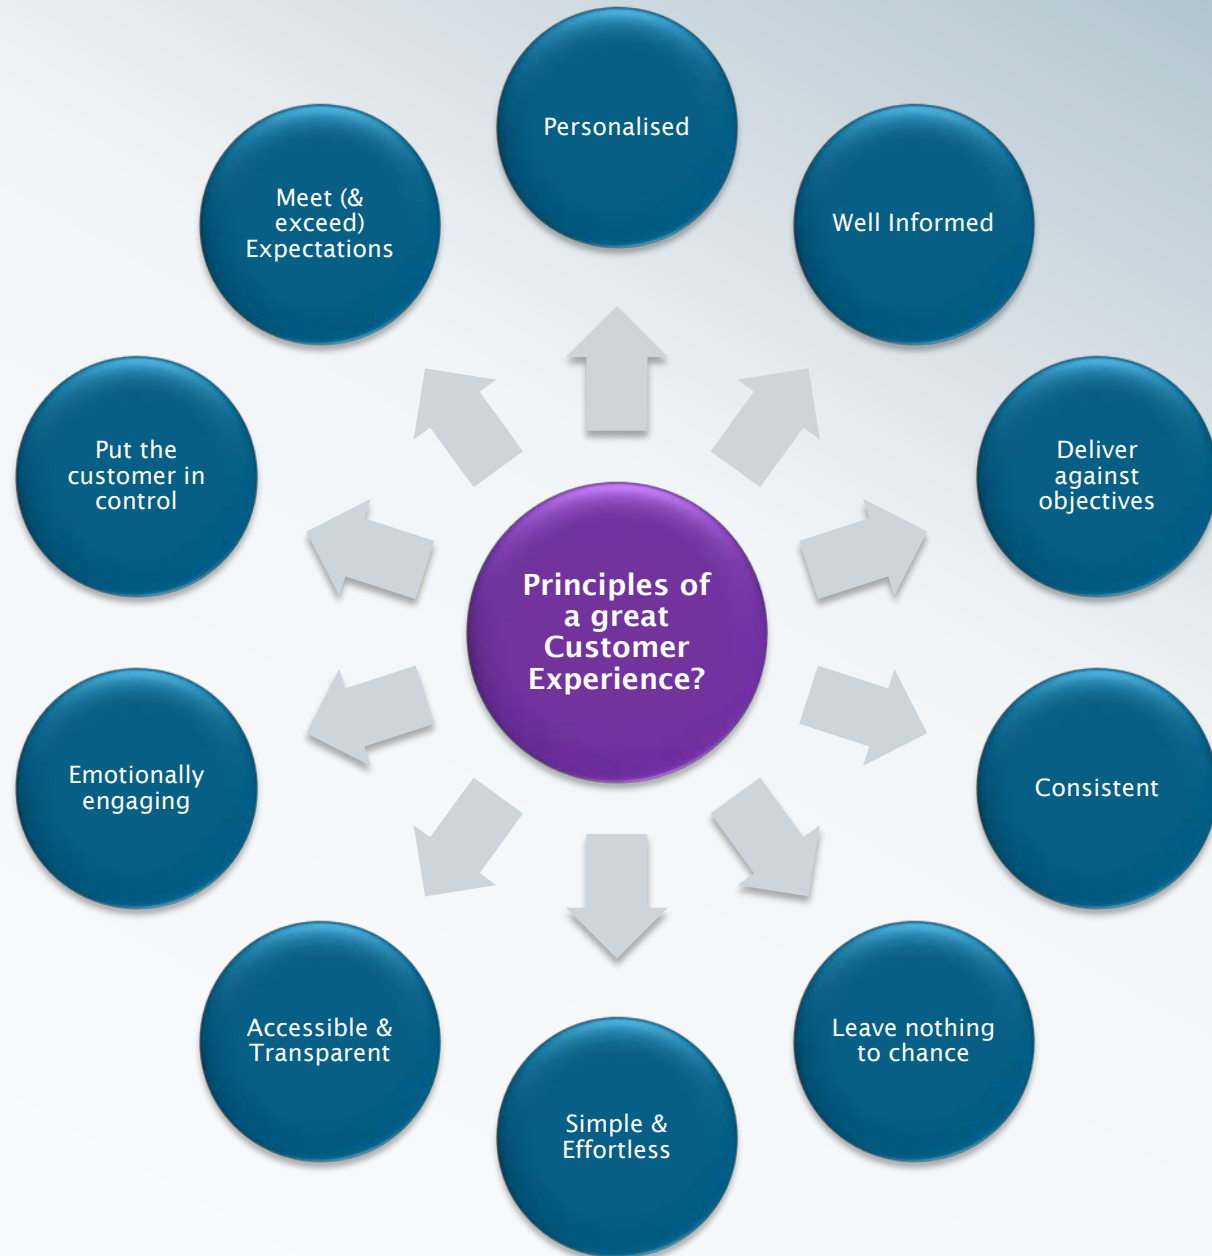 Personalised
Well Informed
Deliver
against
objectives
Consistent
Leave nothing
to chance
Simple &
Effortless
Accessible &
Transparent
Emotionally
engaging
Put the
customer in
control
Meet (&
exceed)
Expectations
Principles of
a great
Customer
Experience?